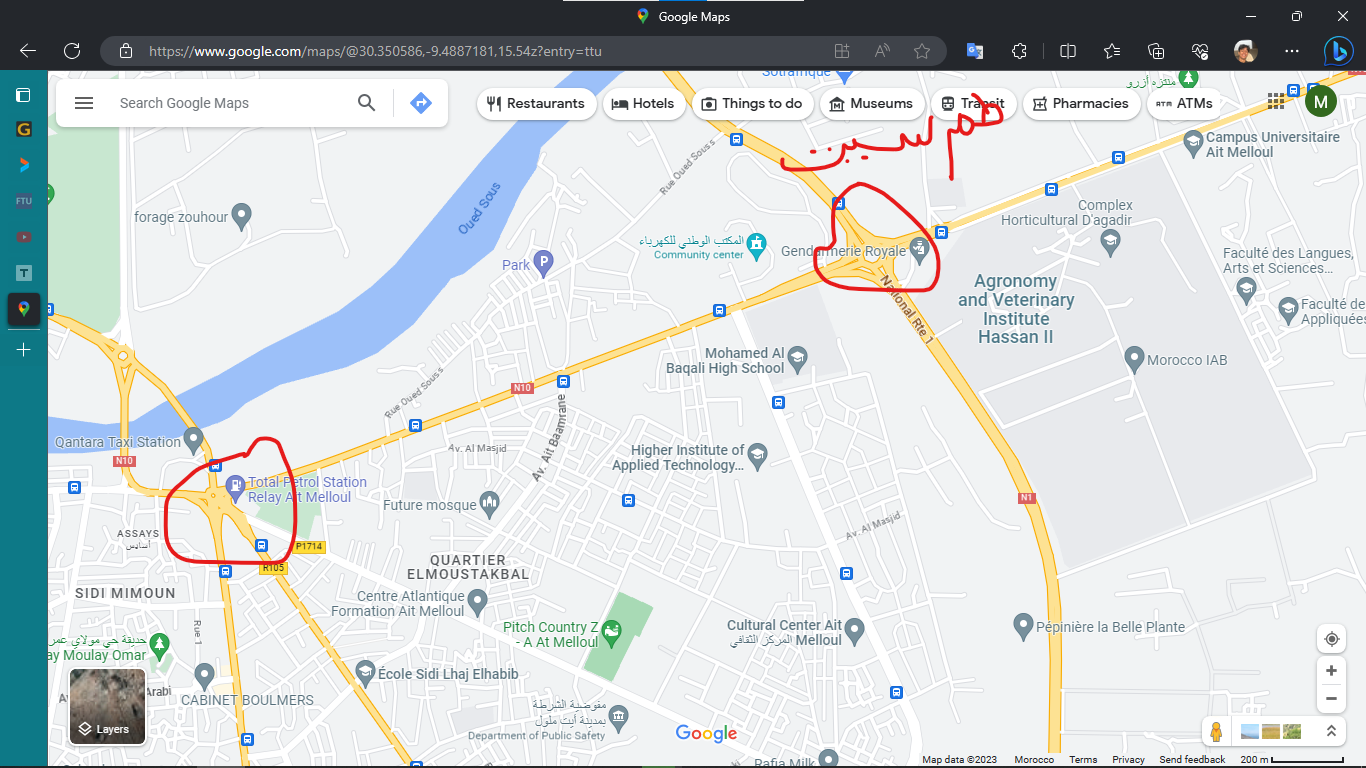 Google Maps
https://www.google.com/maps/@30.350586,-9.4887181,15.54z?entry=ttu
Search Google Maps
Restaurants
Hotels
Things to do
Museums
Transit
Pharmacies
ATMs
M
FTU
T
G
Sotrafrique
منتزه أزرو
Campus Universitaire
Ait Melloul
forage zouhour
Oued Sous
Rue Oued Sous s
Park
المكتب الوطني للكهرباء
Community center
Gendarmerie Royale
Complex
Horticultural D'agadir
Faculté des Langues,
Arts et Sciences...
Agronomy
and Veterinary
Institute
Hassan II
Faculté de
Appliquées
National Rte 1
Mohamed Al
Baqali High School
Morocco IAB
N10
Rue Oued Sous s
Qantara Taxi Station
N10
Av. Al Masjid
Av. Ait Baamrane
Higher Institute of
Applied Technology...
Total Petrol Station
Relay Ait Melloul
Future mosque
N1
Av. Al Masjid
ASSAYS
أسايس
P1714
R105
QUARTIER
ELMOUSTAKBAL
SIDI MIMOUN
Centre Atlantique
Formation Ait Melloul
Rue 1
Pitch Country Z
- A At Melloul
Cultural Center Ait
Melloul المركز الثقافي
Pépinière la Belle Plante
حديقة حي مولاي عمر
ay Moulay Omar
École Sidi Lhaj Elhabib
Arabi
CABINET BOULMERS
مفوضية الشرطة
بمدينة أيت ملول
Department of Public Safety
Layers
Google
Rafia Milk
Map data ©2023
Morocco
Terms
Privacy
Send feedback
200 m